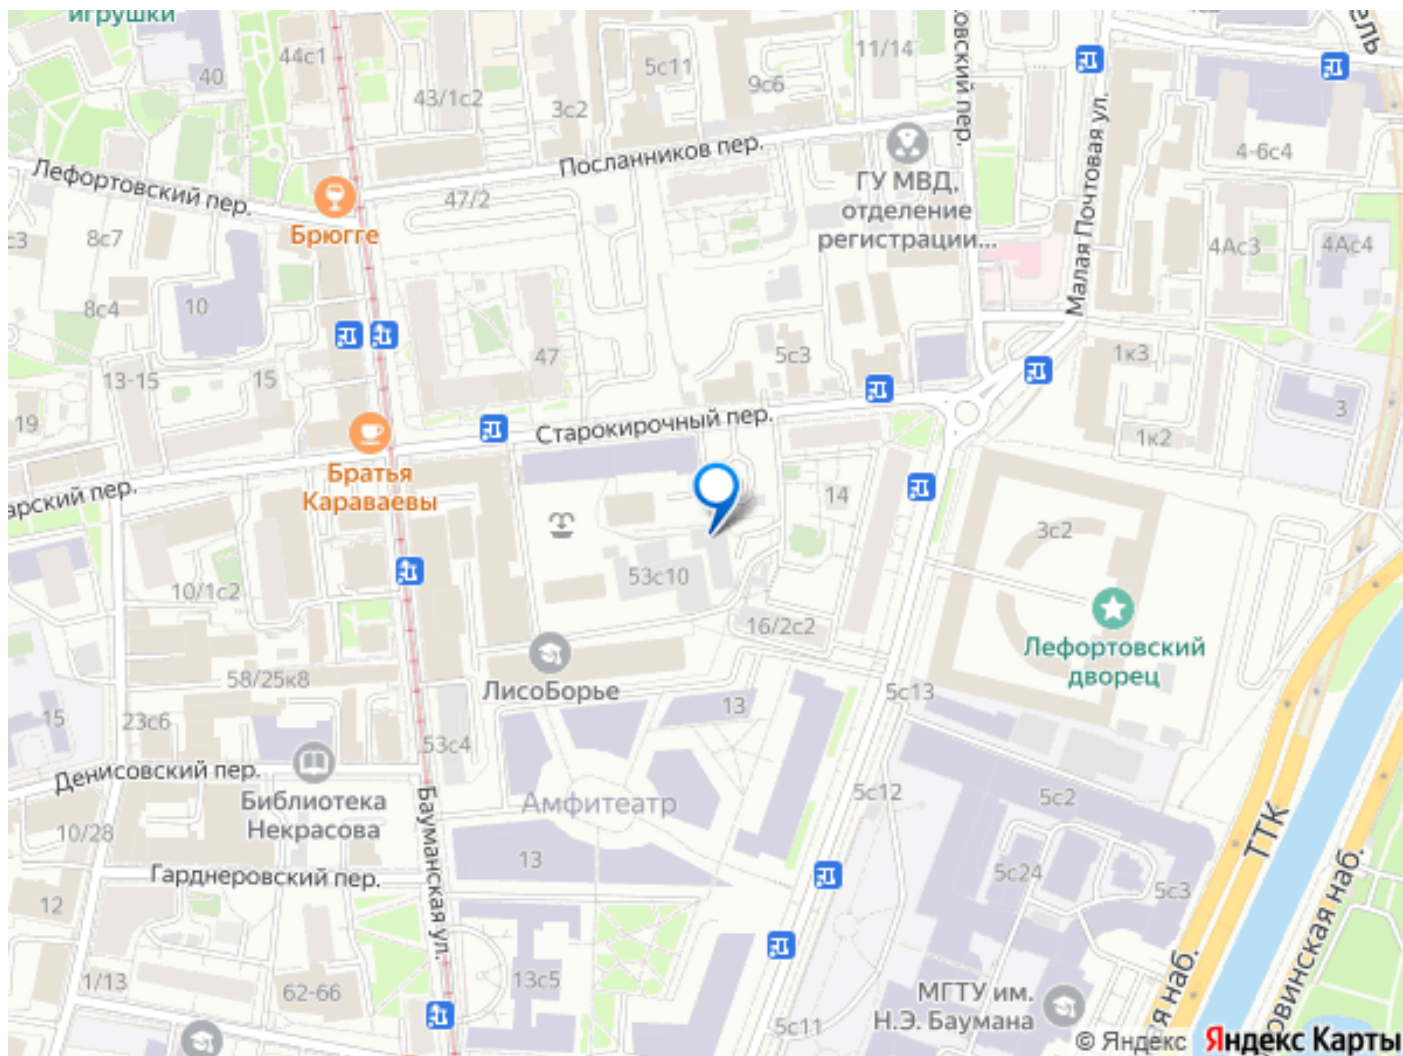 игрушки
44с1
40
43/1с2
3с2
5с11
9с6
11/14
4-6с4
Посланников пер.
Лефортовский пер.
47/2
Брюгге
ГУ МВД,
отделение
регистрации...
Малая Почтовая ул.
8с7
4Ас3
4Ас4
8с4
10
13-15
15
47
5с3
1к3
3
19
Старокирочный пер.
1к2
Братья
Караваевы
14
3с2
10/1с2
53с10
16/2с2
Лефортовский
дворец
ЛисоБорье
58/25к8
5с13
15
23с6
13
53с4
Денисовский пер.
Библиотека
Некрасова
Амфитеатр
5с12
5с2
ТТК
10/28
13
Бауманская ул.
Гарднеровский пер.
5с24
5с3
12
1/13
62-66
13с5
МГТУ им.
Н.Э. Баумана
5с11
© Яндекс Яндекс Карты